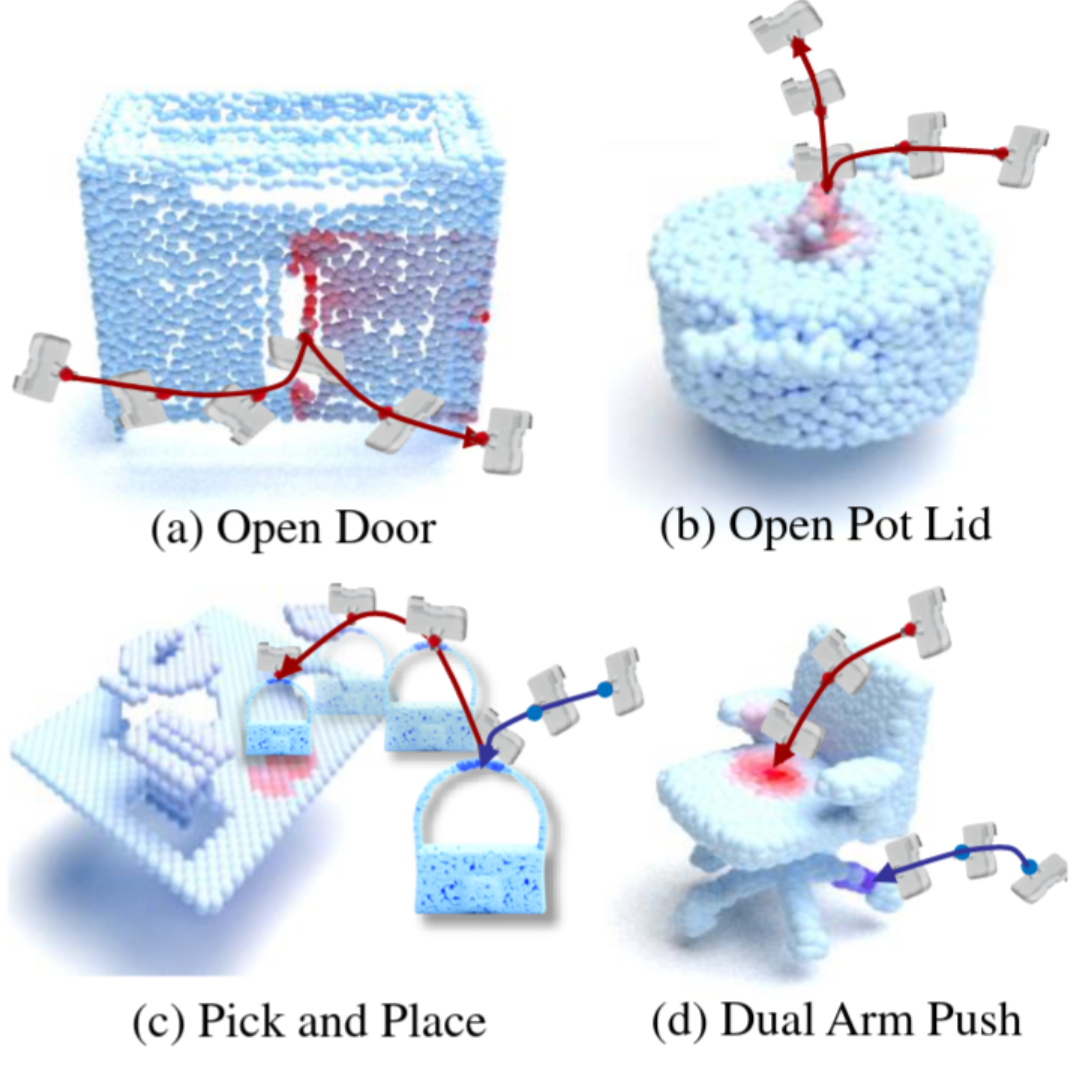 (a) Open Door
(b) Open Pot Lid
(c) Pick and Place
(d) Dual Arm Push